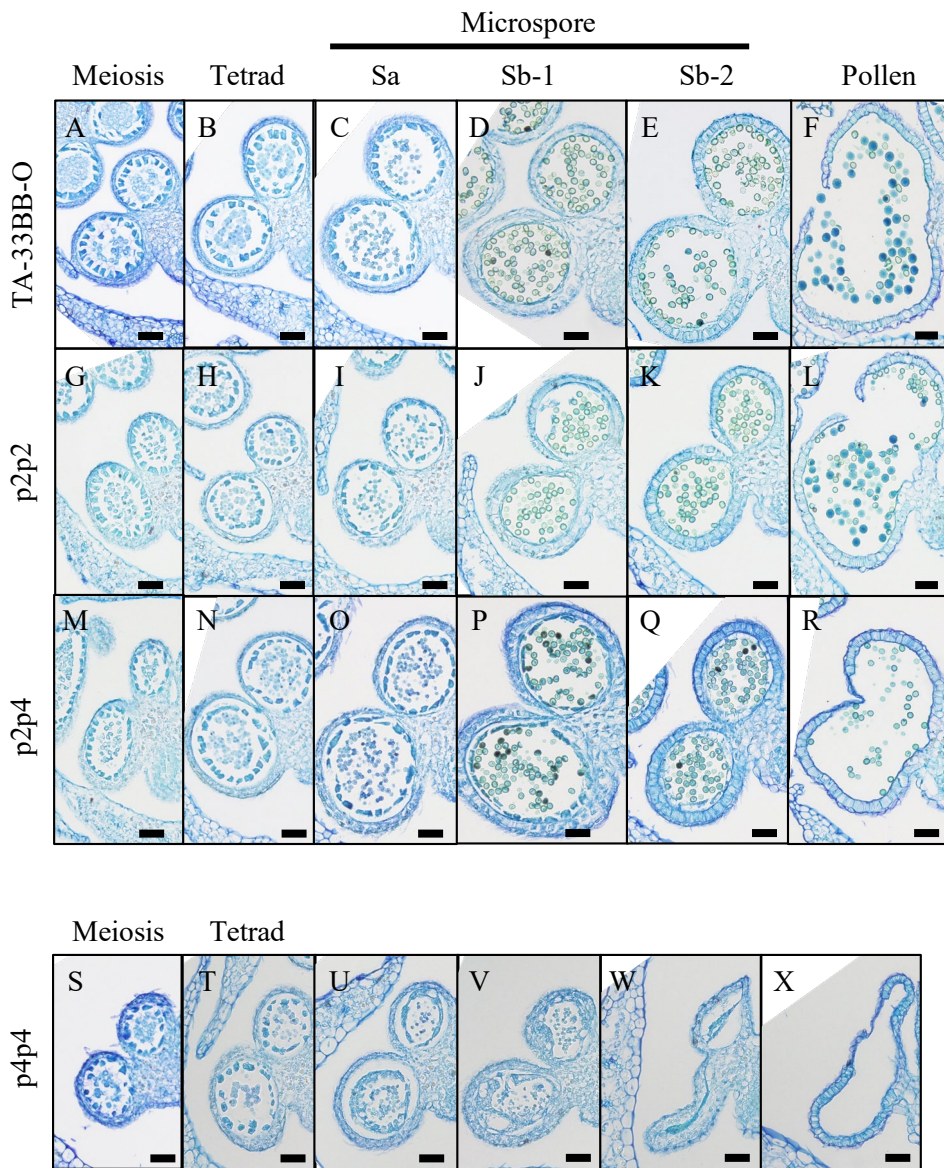 Microspore
Meiosis Tetrad Sa Sb-1 Sb-2 Pollen
TA-33BB-O
A B C D E F
p2p2
G H I J K L
p2p4
M N O P Q R
Meiosis Tetrad
p4p4
S T U V W X